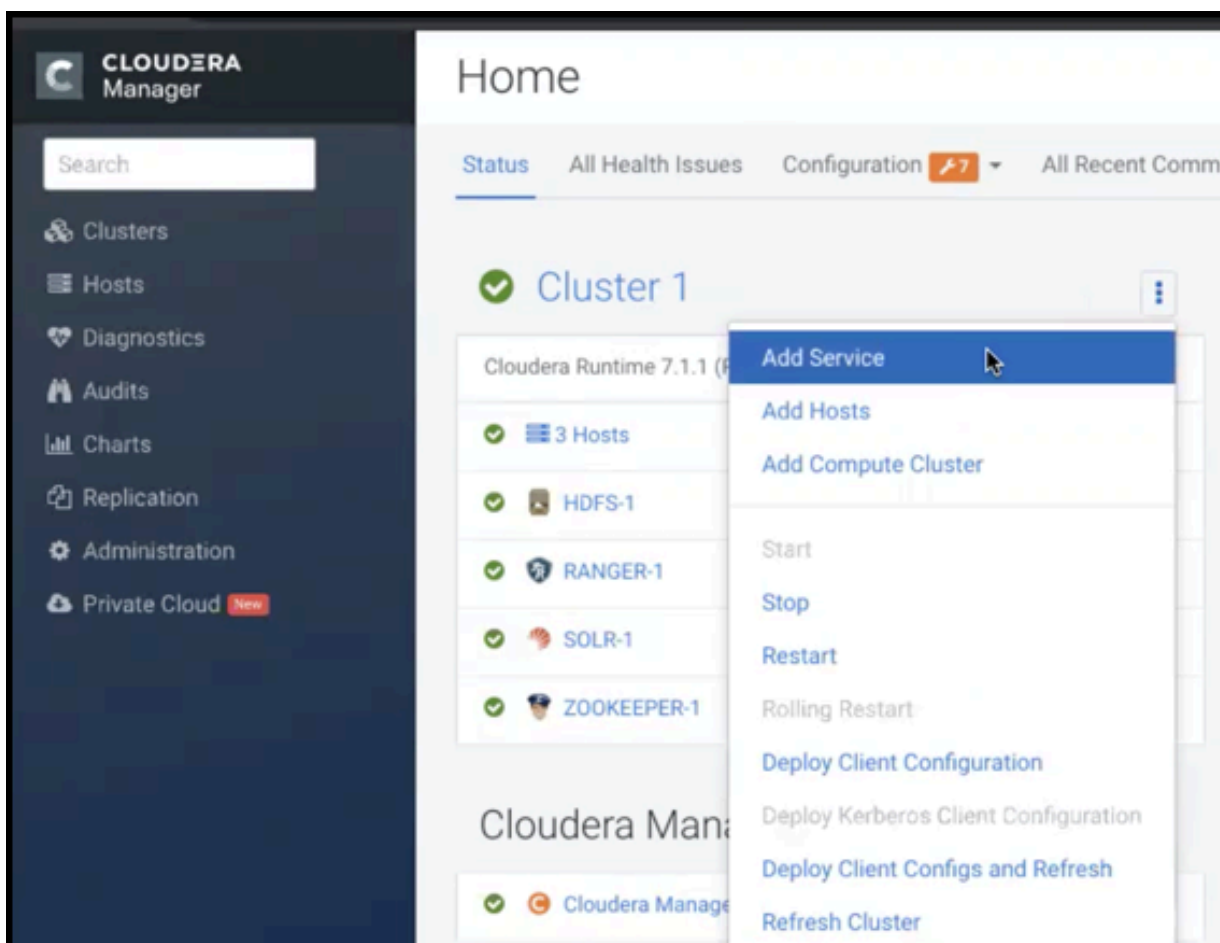 CLOUDERA
Manager
Search
Clusters
Hosts
Diagnostics
Audits
Charts
Replication
Administration
Private Cloud New
Home
Status All Health Issues Configuration 7 All Recent Comm
Cluster 1
Cloudera Runtime 7.1.1
3 Hosts
HDFS-1
RANGER-1
SOLR-1
ZOOKEEPER-1
Cloudera Mana
Cloudera Manage
Add Service
Add Hosts
Add Compute Cluster
Start
Stop
Restart
Rolling Restart
Deploy Client Configuration
Deploy Kerberos Client Configuration
Deploy Client Configs and Refresh
Refresh Cluster